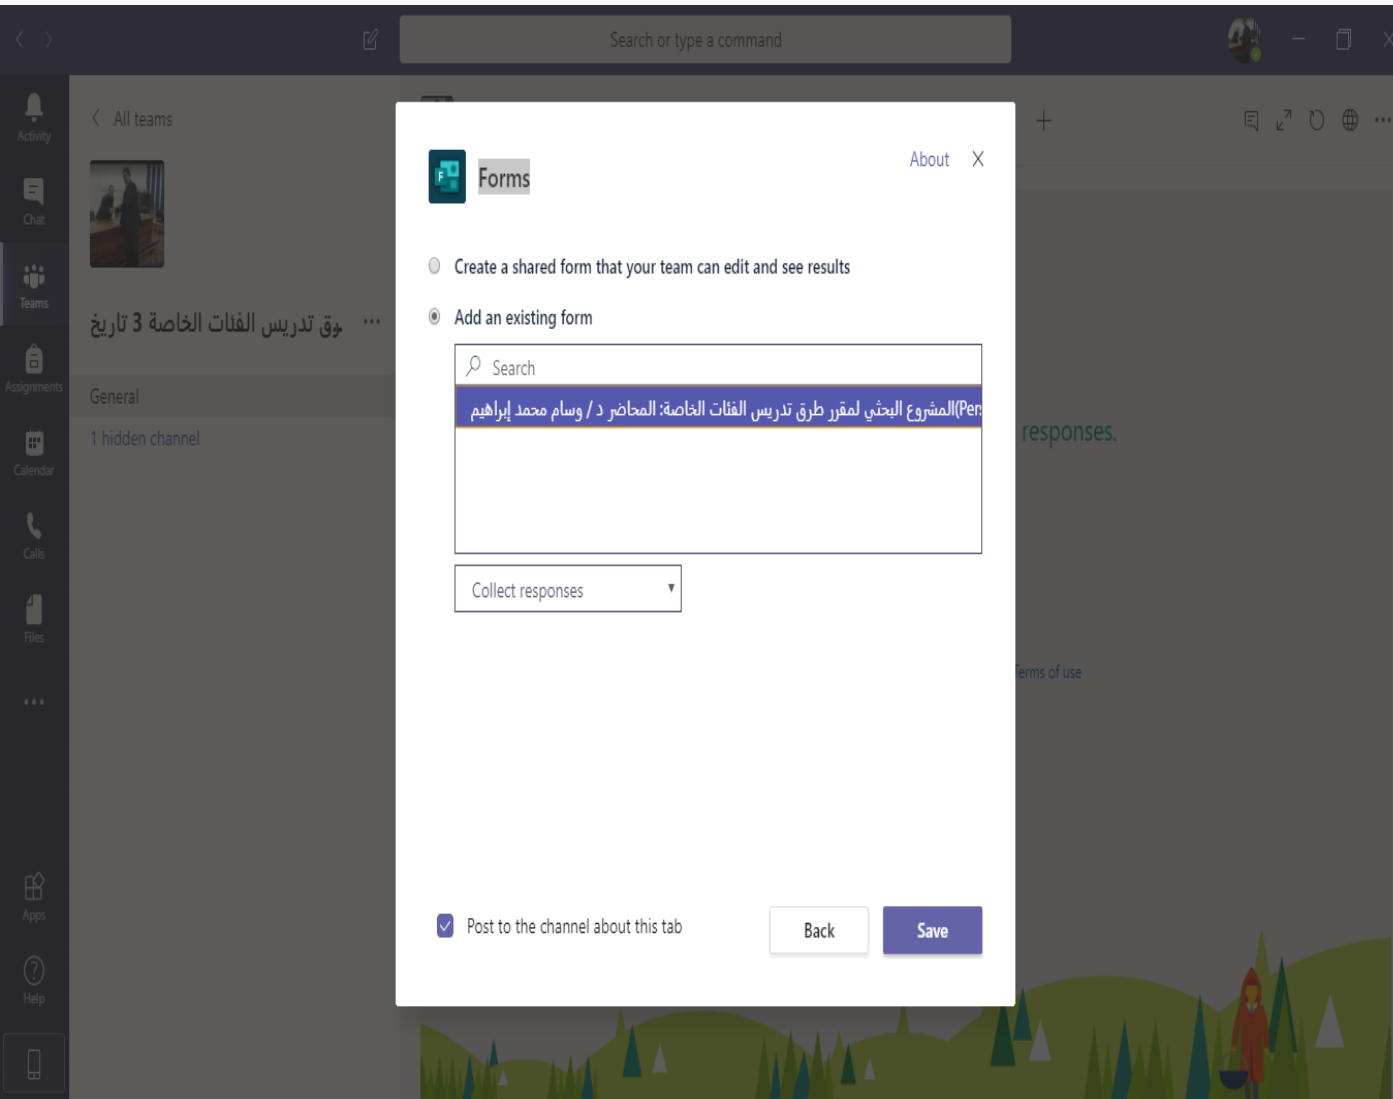 Search or type a command
Activity
Chat
Teams
Assignments
Calendar
Calls
Files
Apps
Help
All teams
وق تدريس الفئات الخاصة 3 تاريخ
General
1 hidden channel
Forms
About
Create a shared form that your team can edit and see results
Add an existing form
Search
المشروع البحثي لمقرر طرق تدريس الفئات الخاصة: المحاضر د / وسام محمد إبراهيم(Per
Collect responses
Post to the channel about this tab
Back
Save
responses.
Terms of use